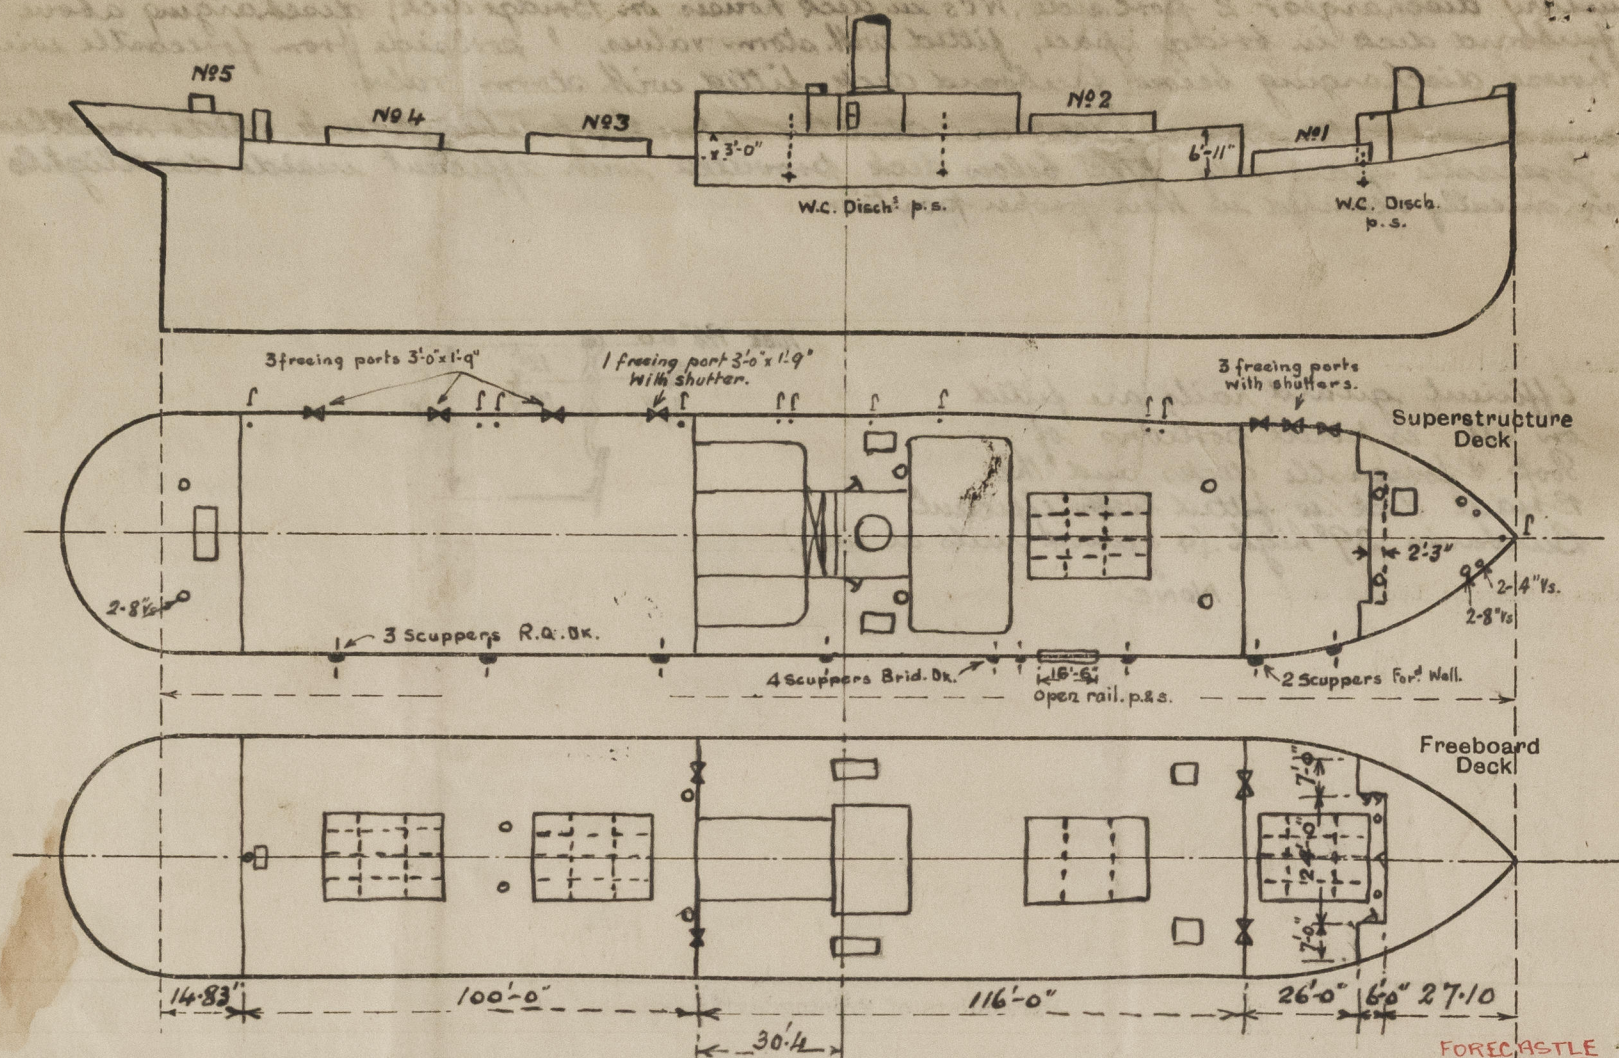 No5
No4
No3
No2
No1
3'-0"
6'-11"
W.C. Dischs p.s.
W.C. Disch.
p.s.
3 freeing ports 3'-0"x1'-9"
1 freeing port 3'-0"x1'-9"
With shutter.
3 freeing ports
with shutters.
Superstructure
Deck
2'-3"
2-4"Vs.
2-8"Vs
2-8"Vs
3 Scuppers R.Q.Dk.
4 Scuppers Brid. Dk.
16'-6"
Open rail. p.&s.
2 Scuppers Ford Well.
Freeboard
Deck
7'-0"
24'-0"
7'-0"
14.83'
100'-0"
116'-0"
26'-0"
6'-0"
27.10
30.4
FORECASTLE